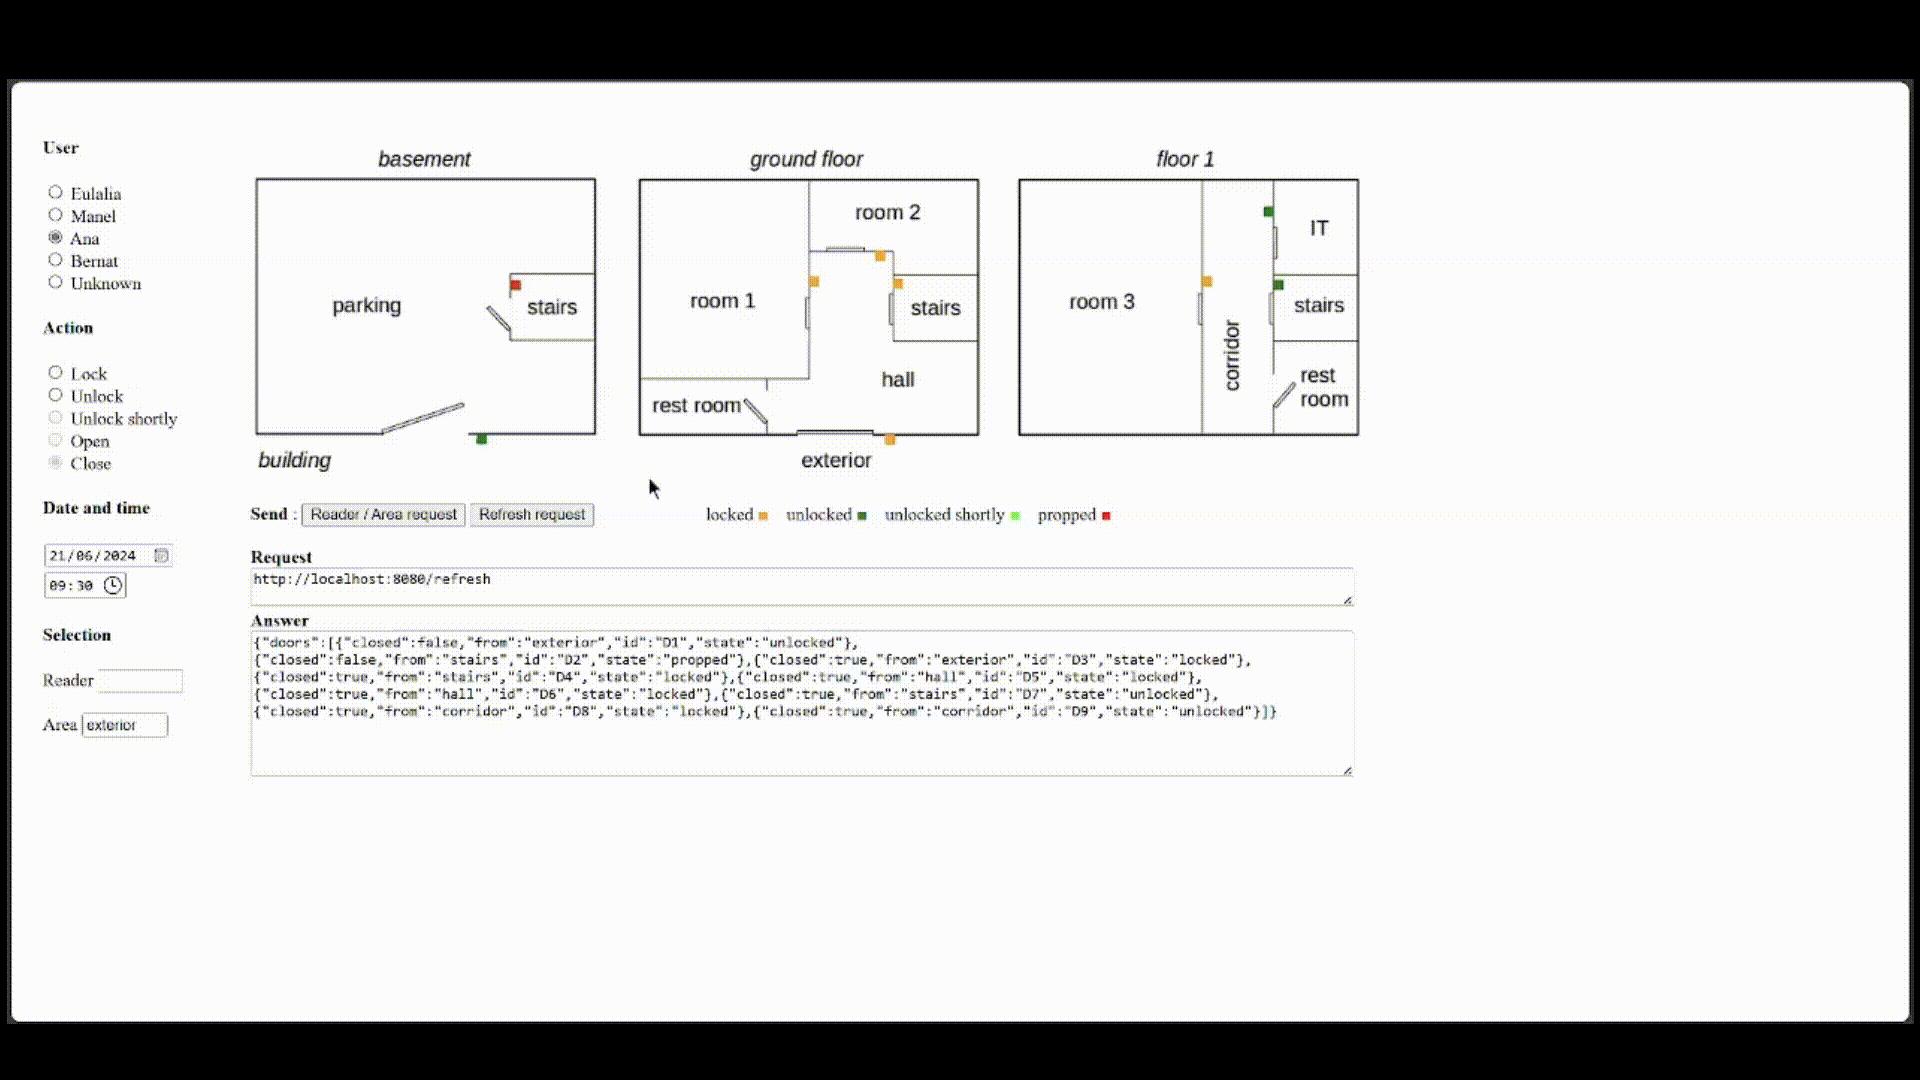 User
Eulalia
Manel
Ana
Bernat
Unknown
Action
Lock
Unlock
Unlock shortly
Open
Close
Date and time
21/06/2024
09:30
Selection
Reader
Area exterior
basement
parking
stairs
building
ground floor
room 2
room 1
stairs
hall
rest room
exterior
floor 1
IT
room 3
stairs
corridor
rest
room
Send : Reader / Area request Refresh request
locked unlocked unlocked shortly propped
Request
http://localhost:8080/refresh
Answer
{"doors":[{"closed":false,"from":"exterior","id":"D1","state":"unlocked"},
{"closed":false,"from":"stairs","id":"D2","state":"propped"},{"closed":true,"from":"exterior","id":"D3","state":"locked"},
{"closed":true,"from":"stairs","id":"D4","state":"locked"},{"closed":true,"from":"hall","id":"D5","state":"locked"},
{"closed":true,"from":"hall","id":"D6","state":"locked"},{"closed":true,"from":"stairs","id":"D7","state":"unlocked"},
{"closed":true,"from":"corridor","id":"D8","state":"locked"},{"closed":true,"from":"corridor","id":"D9","state":"unlocked"}]}